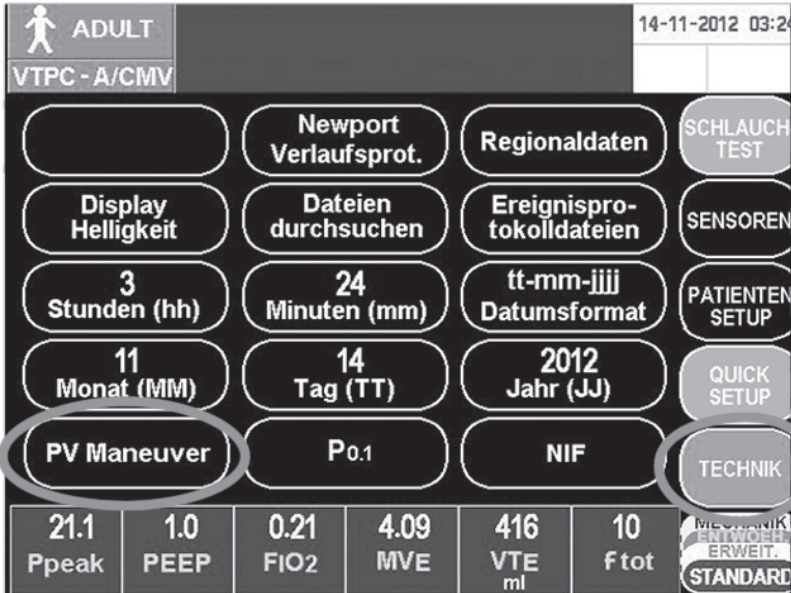 ADULT
14-11-2012 03:24
VTPC - A/CMV
Newport
Verlaufsprot.
Regionaldaten
SCHLAUCH
TEST
Display
Helligkeit
Dateien
durchsuchen
Ereignispro-
tokolldateien
SENSOREN
3
Stunden (hh)
24
Minuten (mm)
tt-mm-jjjj
Datumsformat
PATIENTEN
SETUP
11
Monat (MM)
14
Tag (TT)
2012
Jahr (JJ)
QUICK
SETUP
PV Maneuver
P0.1
NIF
TECHNIK
21.1
Ppeak
1.0
PEEP
0.21
FIO2
4.09
MVE
416
VTE
ml
10
f tot
MECHANIK
ENTWOEH.
ERWEIT.
STANDARD